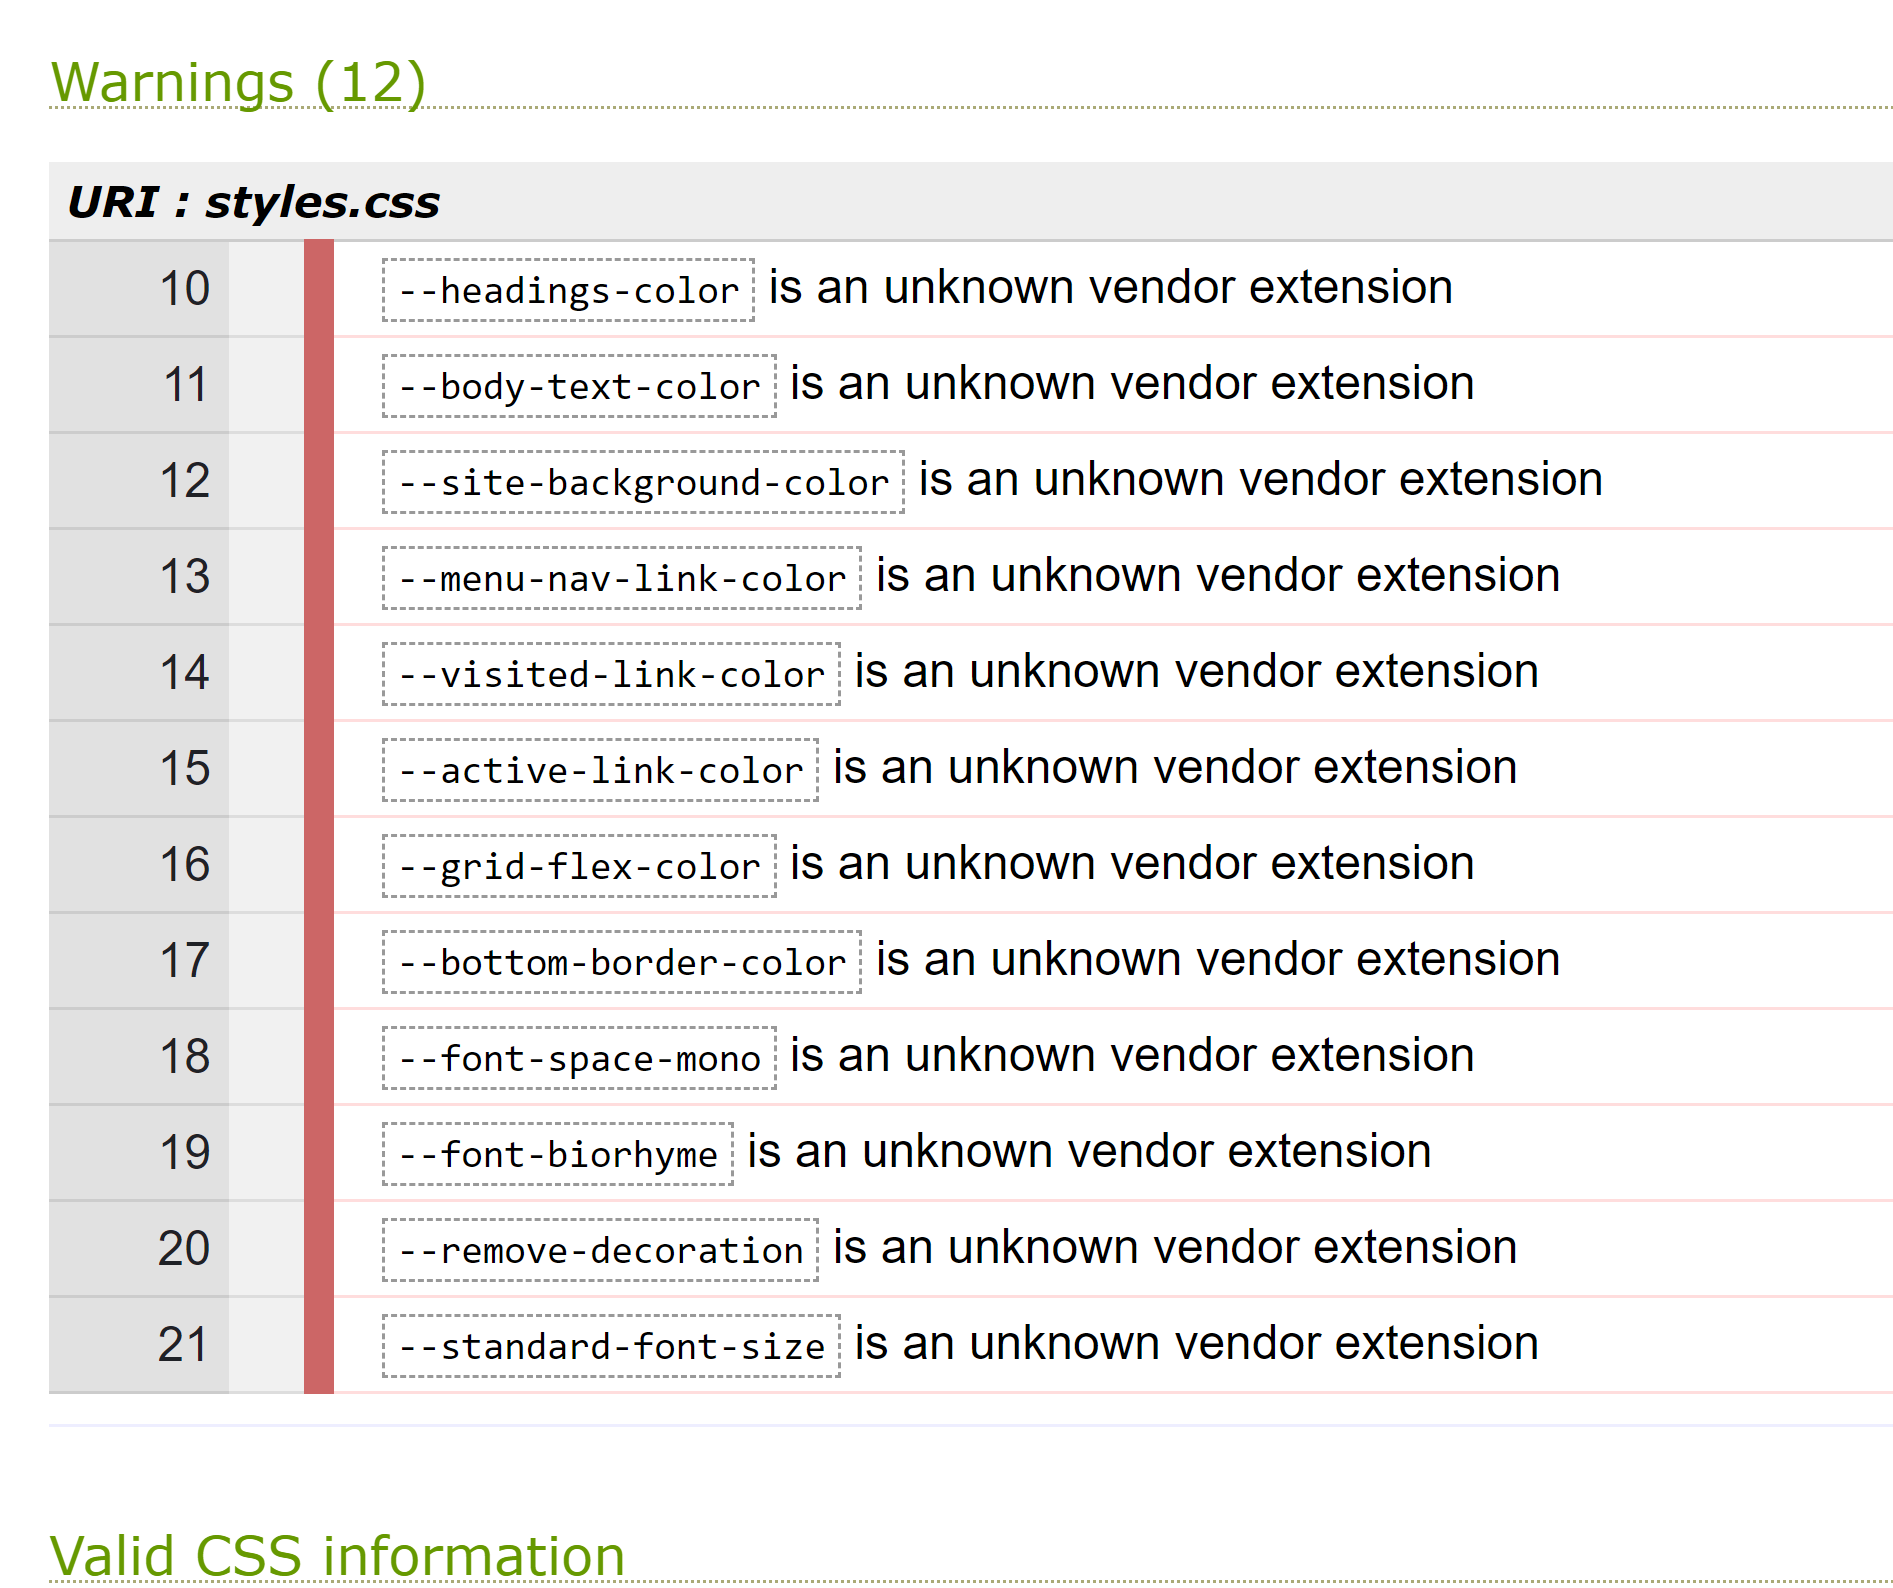 Warnings (12)
URI : styles.css
10 --headings-color is an unknown vendor extension
11 --body-text-color is an unknown vendor extension
12 --site-background-color is an unknown vendor extension
13 --menu-nav-link-color is an unknown vendor extension
14 --visited-link-color is an unknown vendor extension
15 --active-link-color is an unknown vendor extension
16 --grid-flex-color is an unknown vendor extension
17 --bottom-border-color is an unknown vendor extension
18 --font-space-mono is an unknown vendor extension
19 --font-biorhyme is an unknown vendor extension
20 --remove-decoration is an unknown vendor extension
21 --standard-font-size is an unknown vendor extension
Valid CSS information